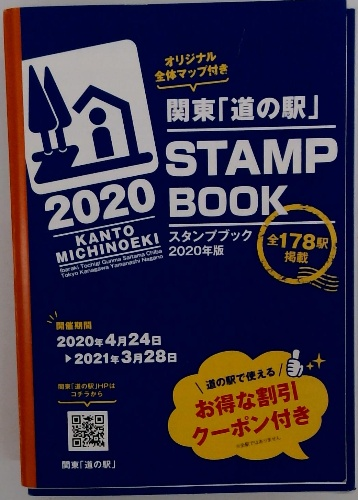 オリジナル
全体マップ付き
関東「道の駅」
STAMP
BOOK
スタンプブック
2020年版
2020
KANTO
MICHINOEKI
Ibaraki Tochigi Gunma Saitama Chiba
Tokyo Kanagawa Yamanashi Nagano
全178駅
掲載
開催期間
2020年4月24日
▶2021年3月28日
関東「道の駅」HPは
コチラから
関東「道の駅」
道の駅で使える
お得な割引
クーポン付き